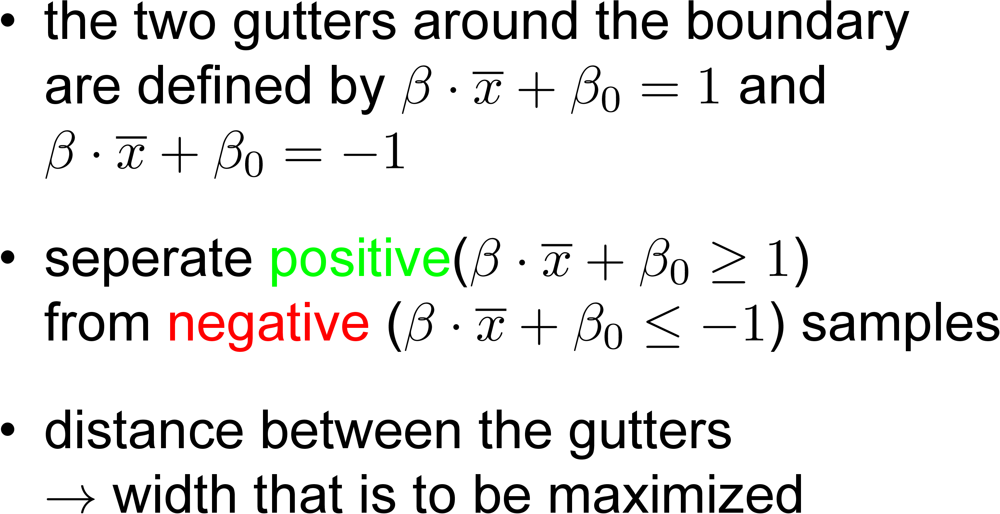 • the two gutters around the boundary
are defined by $\beta \cdot \overline{x} + \beta_0 = 1$ and
$\beta \cdot \overline{x} + \beta_0 = -1$
• seperate positive($\beta \cdot \overline{x} + \beta_0 \geq 1$)
from negative ($\beta \cdot \overline{x} + \beta_0 \leq -1$) samples
• distance between the gutters
→ width that is to be maximized